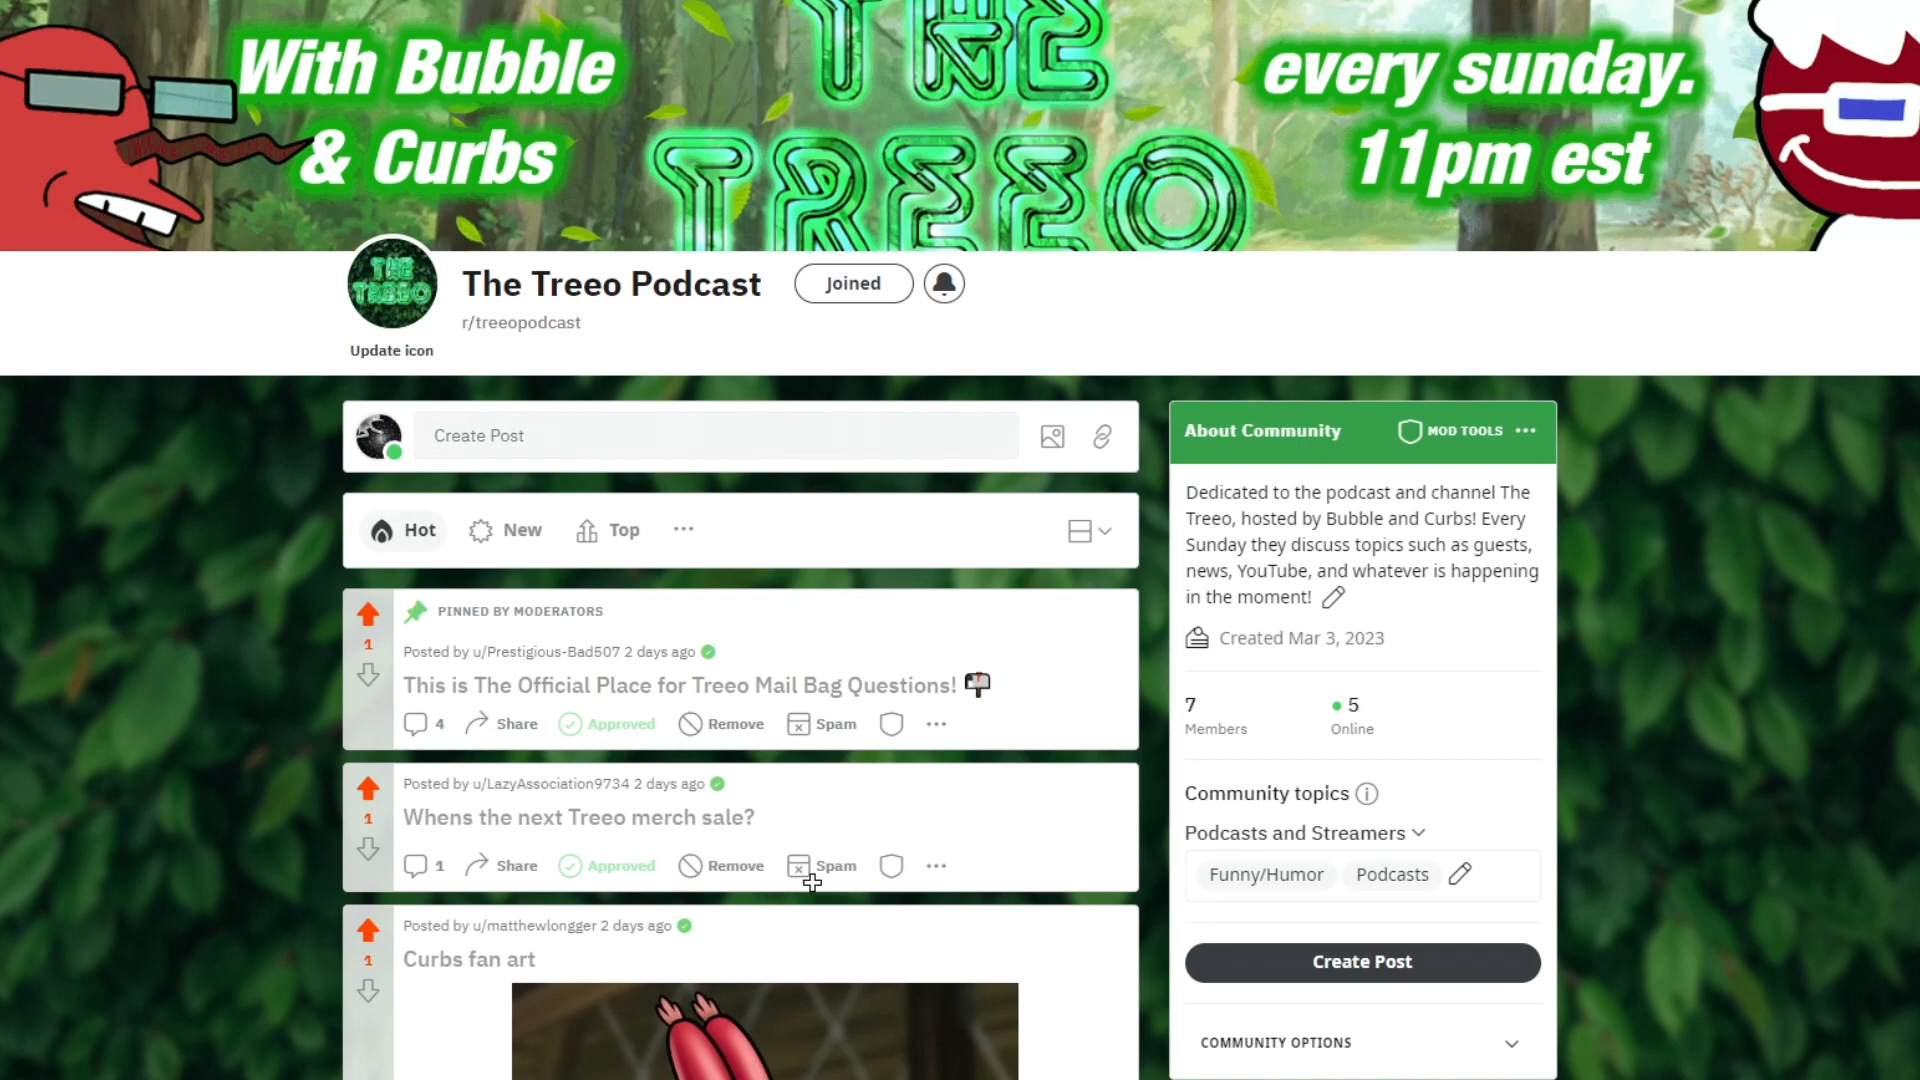 With Bubble
& Curbs
THE
TREEO
every sunday.
11pm est
THE
TREEO
Update icon
The Treeo Podcast
Joined
r/treeopodcast
Create Post
Hot
New
Top
PINNED BY MODERATORS
1
Posted by u/Prestigious-Bad507 2 days ago
This is The Official Place for Treeo Mail Bag Questions!
4 Share Approved Remove Spam
Posted by u/LazyAssociation9734 2 days ago
1
Whens the next Treeo merch sale?
1 Share Approved Remove Spam
Posted by u/matthewlongger 2 days ago
1
Curbs fan art
About Community
MOD TOOLS
Dedicated to the podcast and channel The
Treeo, hosted by Bubble and Curbs! Every
Sunday they discuss topics such as guests,
news, YouTube, and whatever is happening
in the moment!
Created Mar 3, 2023
7
Members
5
Online
Community topics
Podcasts and Streamers
Funny/Humor
Podcasts
Create Post
COMMUNITY OPTIONS